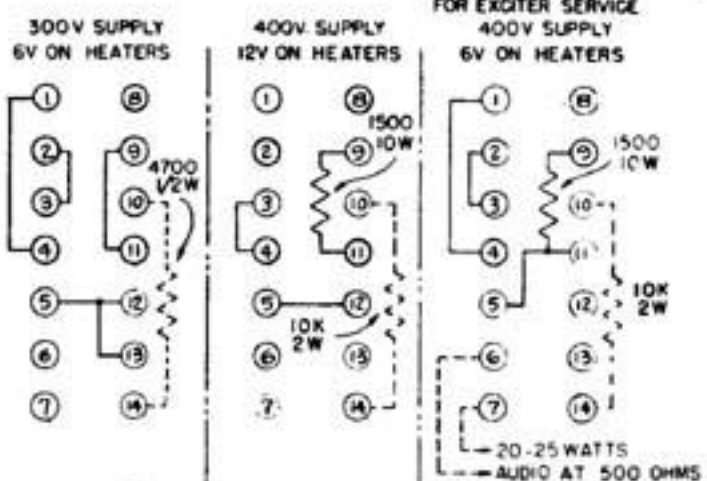 300V SUPPLY
6V ON HEATERS
1 8
2 9
3 10
4 11
5 12
6 13
7 14
4700
1/2W
400V SUPPLY
12V ON HEATERS
1 8
2 9
3 10
4 11
5 12
6 13
7 14
1500
10W
10K
2W
FOR EXCITER SERVICE
400V SUPPLY
6V ON HEATERS
1 8
2 9
3 10
4 11
5 12
6 13
7 14
1500
10W
10K
2W
20-25 WATTS
AUDIO AT 500 OHMS